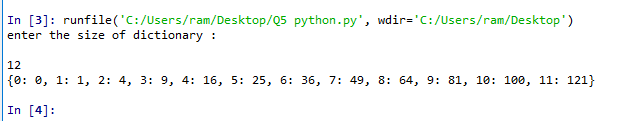 In [3]: runfile('C:/Users/ram/Desktop/Q5 python.py', wdir='C:/Users/ram/Desktop')
enter the size of dictionary :
12
{0: 0, 1: 1, 2: 4, 3: 9, 4: 16, 5: 25, 6: 36, 7: 49, 8: 64, 9: 81, 10: 100, 11: 121}
In [4]: